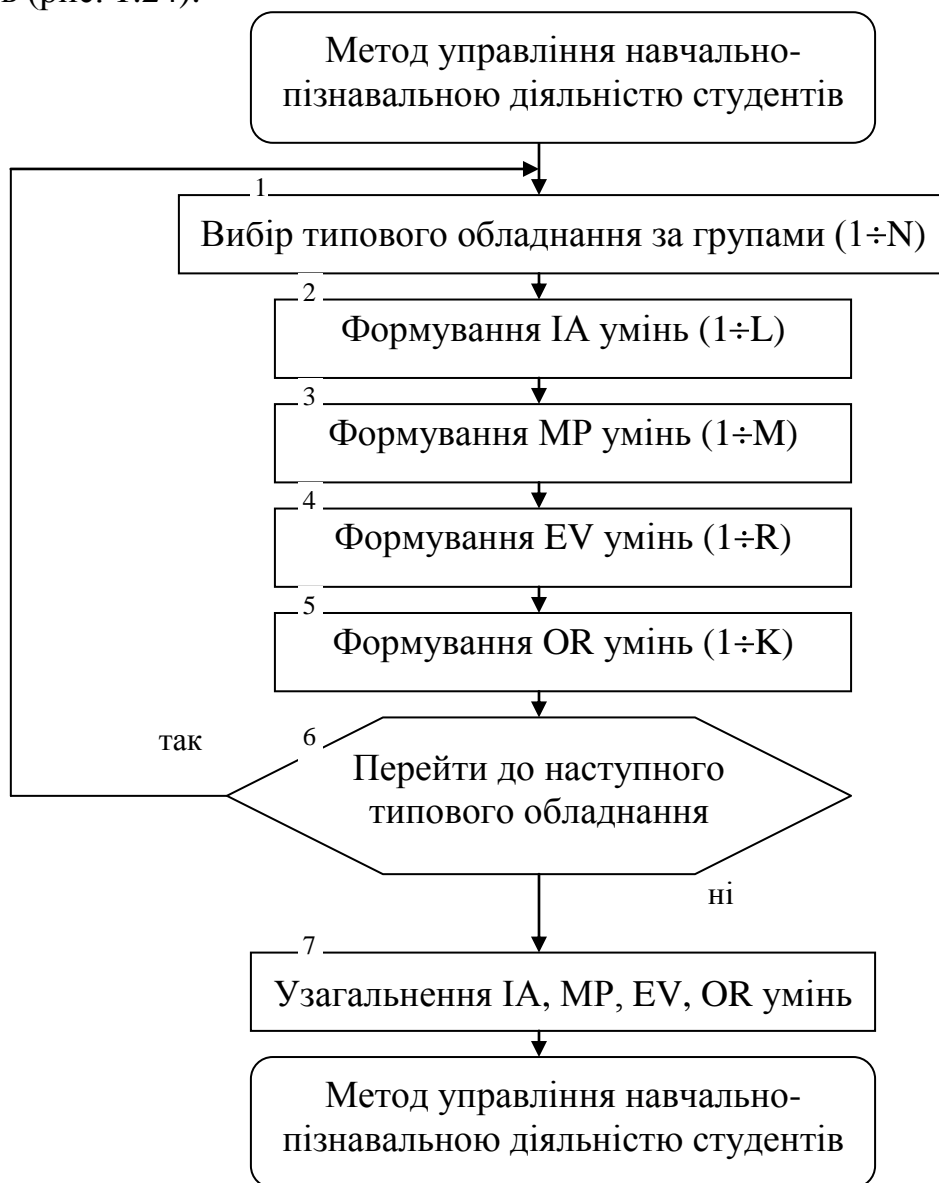 в (рис. 1.24).
Метод управління навчально-
пізнавальною діяльністю студентів
1
Вибір типового обладнання за групами (1÷N)
2
Формування IA умінь (1÷L)
3
Формування MP умінь (1÷M)
4
Формування EV умінь (1÷R)
5
Формування OR умінь (1÷K)
так
6
Перейти до наступного
типового обладнання
ні
7
Узагальнення IA, MP, EV, OR умінь
Метод управління навчально-
пізнавальною діяльністю студентів